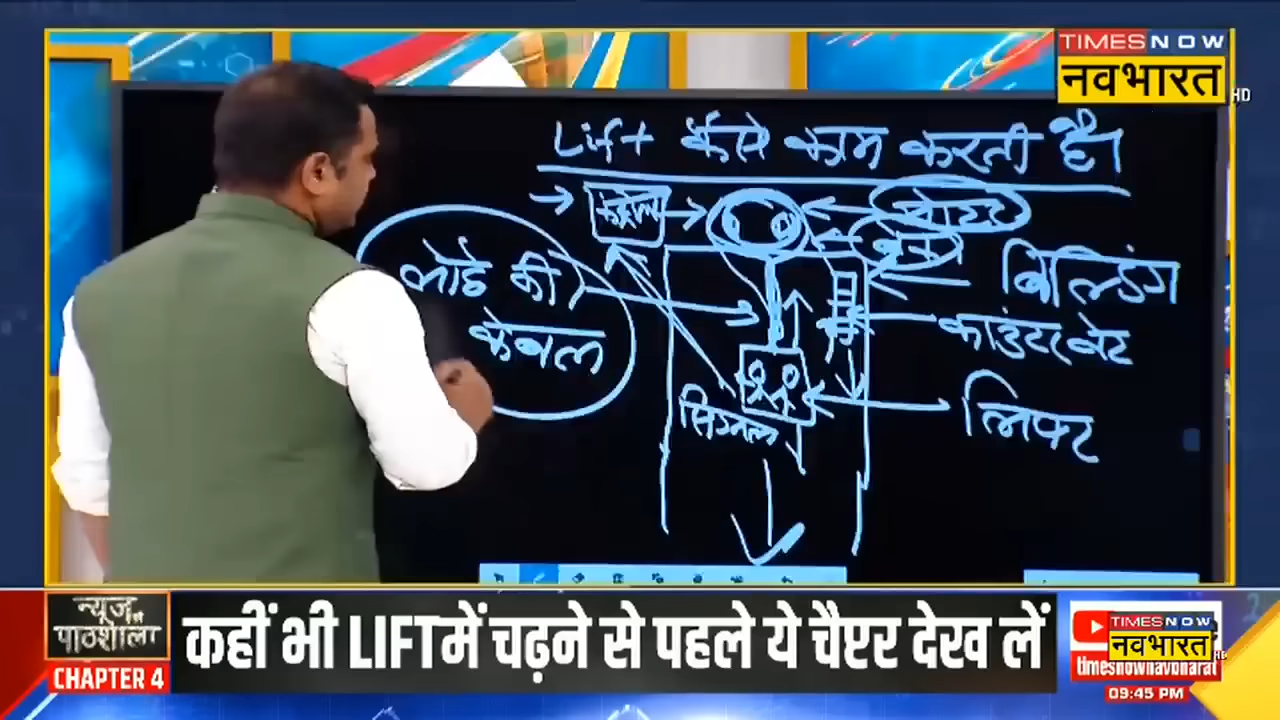 TIMES NOW
नवभारत
HD
Lift कैसे काम करती है।
कंट्रोल
मोटर
लोहे की
केबल
बिल्डिंग
काउंटरवेट
सिग्नल
लिफ्ट
न्यूज़ की
पाठशाला
CHAPTER 4
कहीं भी LIFT में चढ़ने से पहले ये चैप्टर देख लें
TIMES NOW
नवभारत
timesnownavbharat
09:45 PM